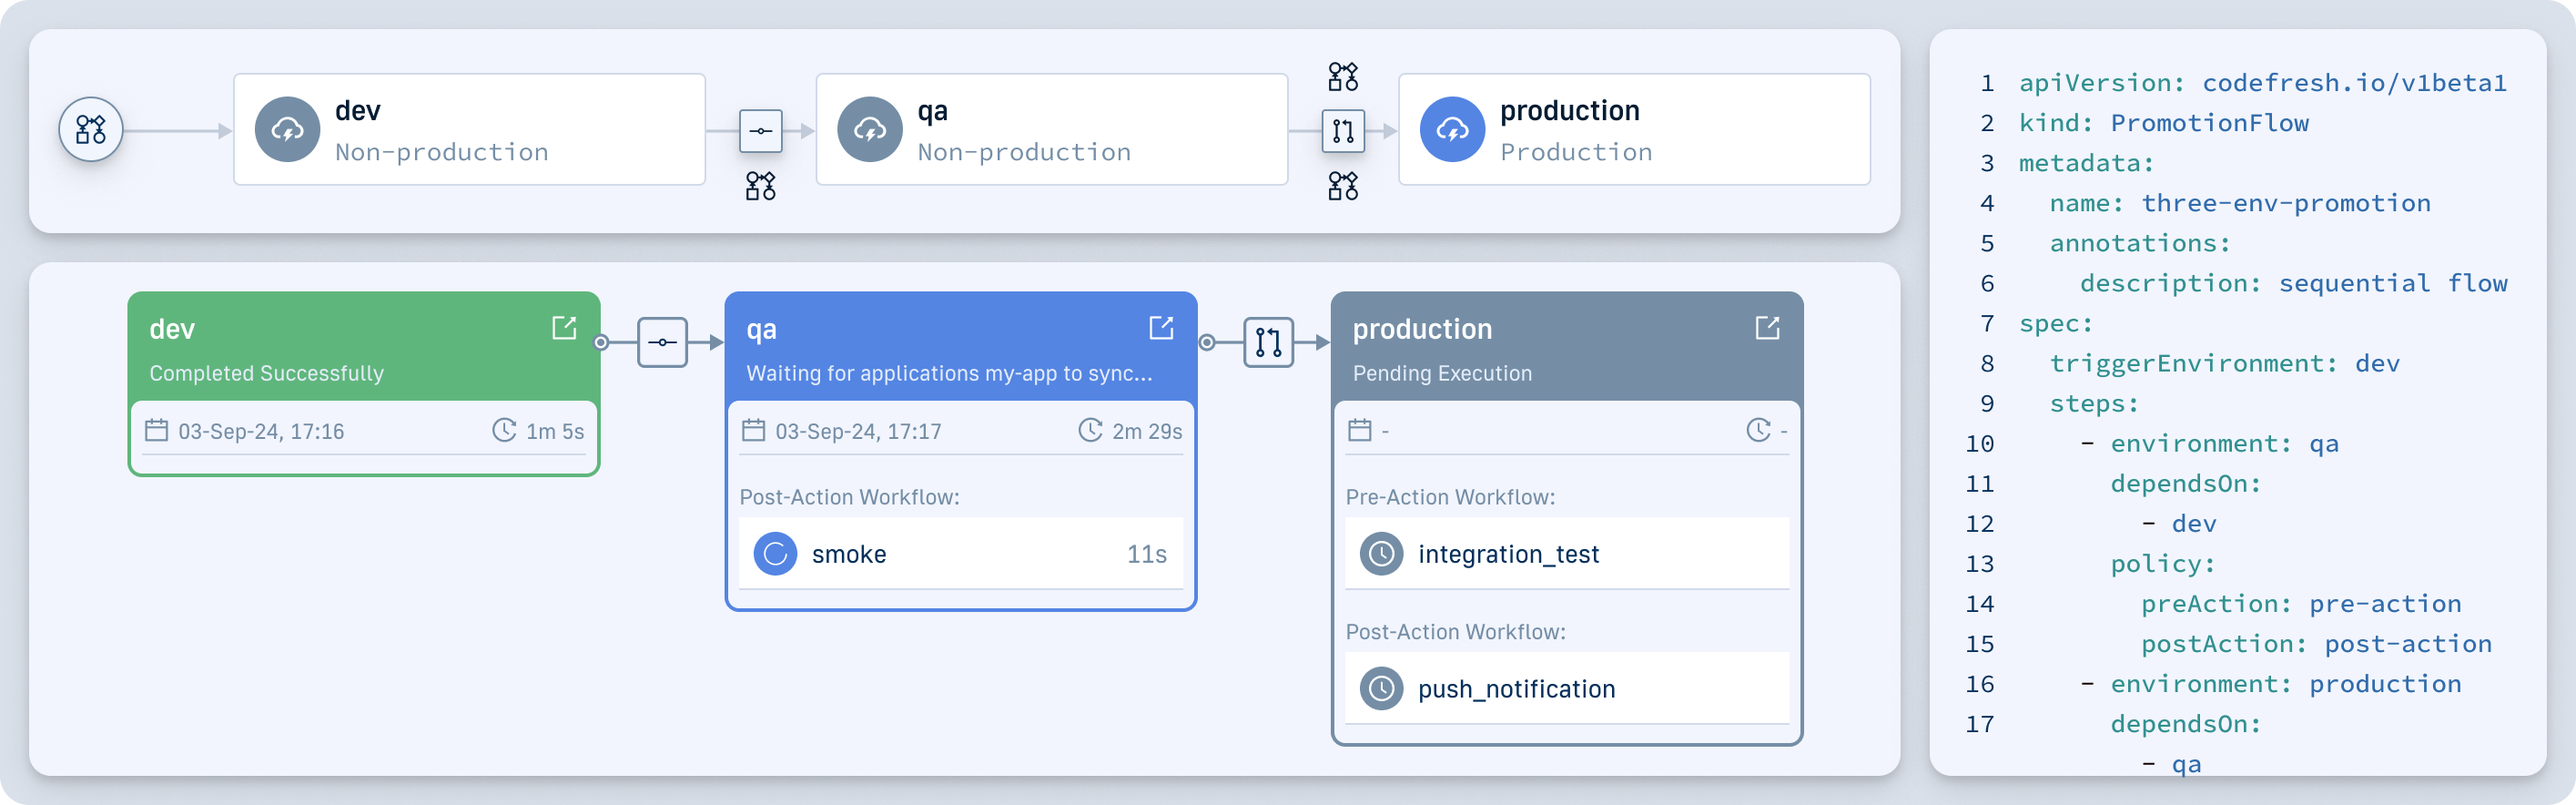 dev
Non-production
qa
Non-production
production
Production
dev
Completed Successfully
03-Sep-24, 17:16 1m 5s
qa
Waiting for applications my-app to sync...
03-Sep-24, 17:17 2m 29s
Post-Action Workflow:
smoke 11s
production
Pending Execution
- -
Pre-Action Workflow:
integration_test
Post-Action Workflow:
push_notification
1 apiVersion: codefresh.io/v1beta1
2 kind: PromotionFlow
3 metadata:
4 name: three-env-promotion
5 annotations:
6 description: sequential flow
7 spec:
8 triggerEnvironment: dev
9 steps:
10 - environment: qa
11 dependsOn:
12 - dev
13 policy:
14 preAction: pre-action
15 postAction: post-action
16 - environment: production
17 dependsOn:
- qa